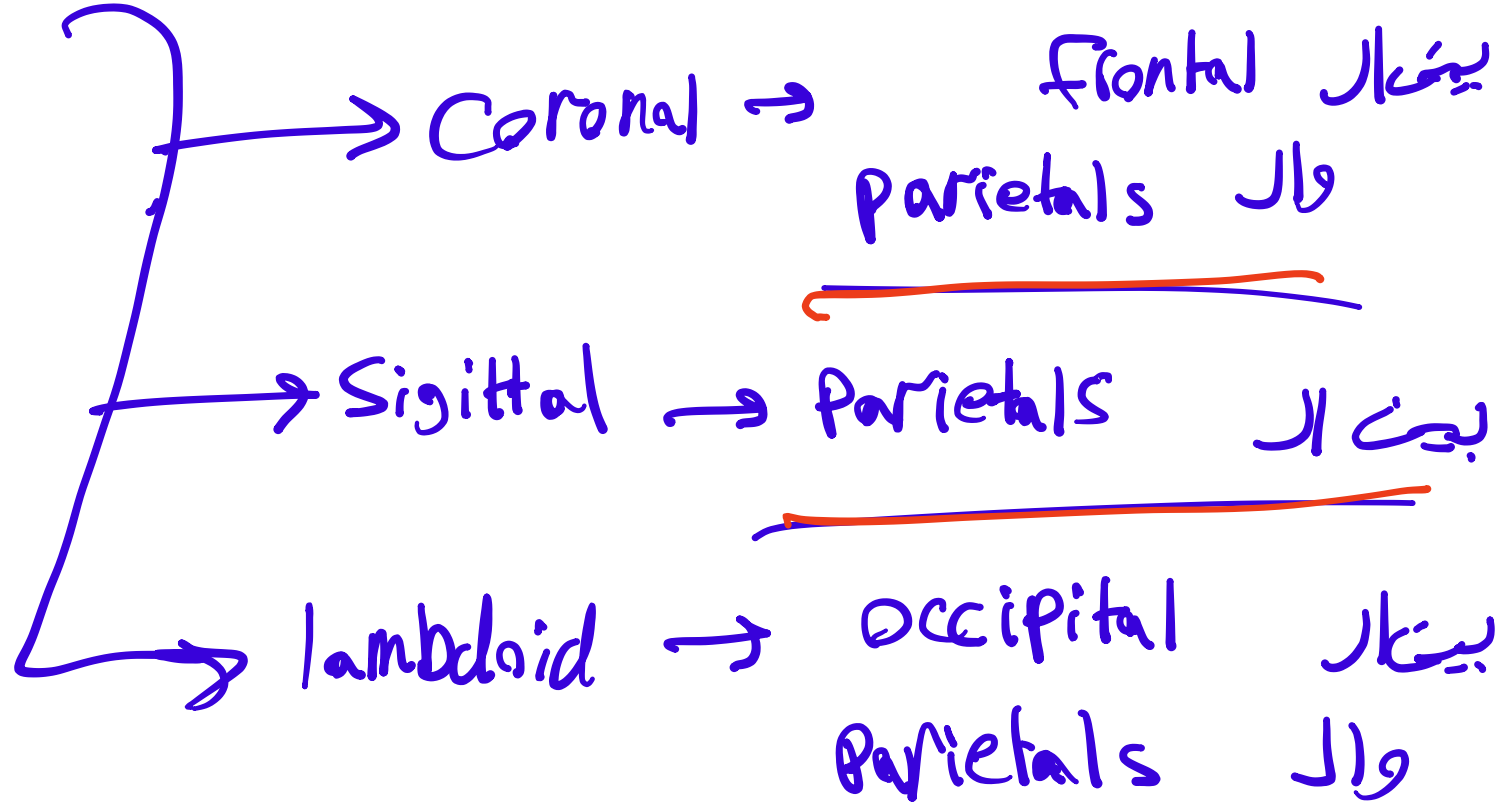 Coronal → بين ال frontal
وال parietals
Sigittal → بين ال parietals
lambdoid → بين ال occipital
وال parietals